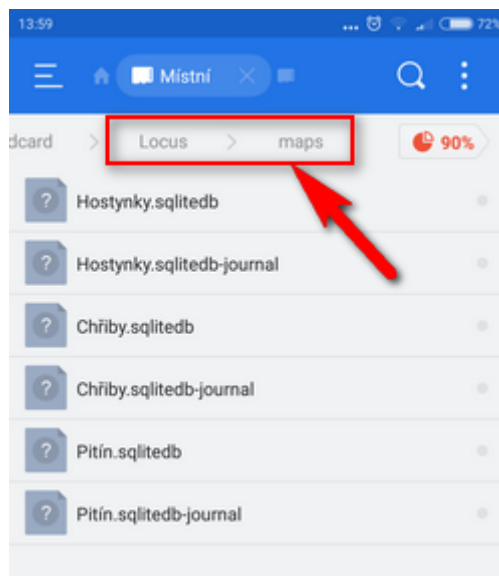 13:59 ... 72%
Místní
dcard > Locus > maps 90%
? Hostynky.sqlitedb
? Hostynky.sqlitedb-journal
? Chřiby.sqlitedb
? Chřiby.sqlitedb-journal
? Pitín.sqlitedb
? Pitín.sqlitedb-journal